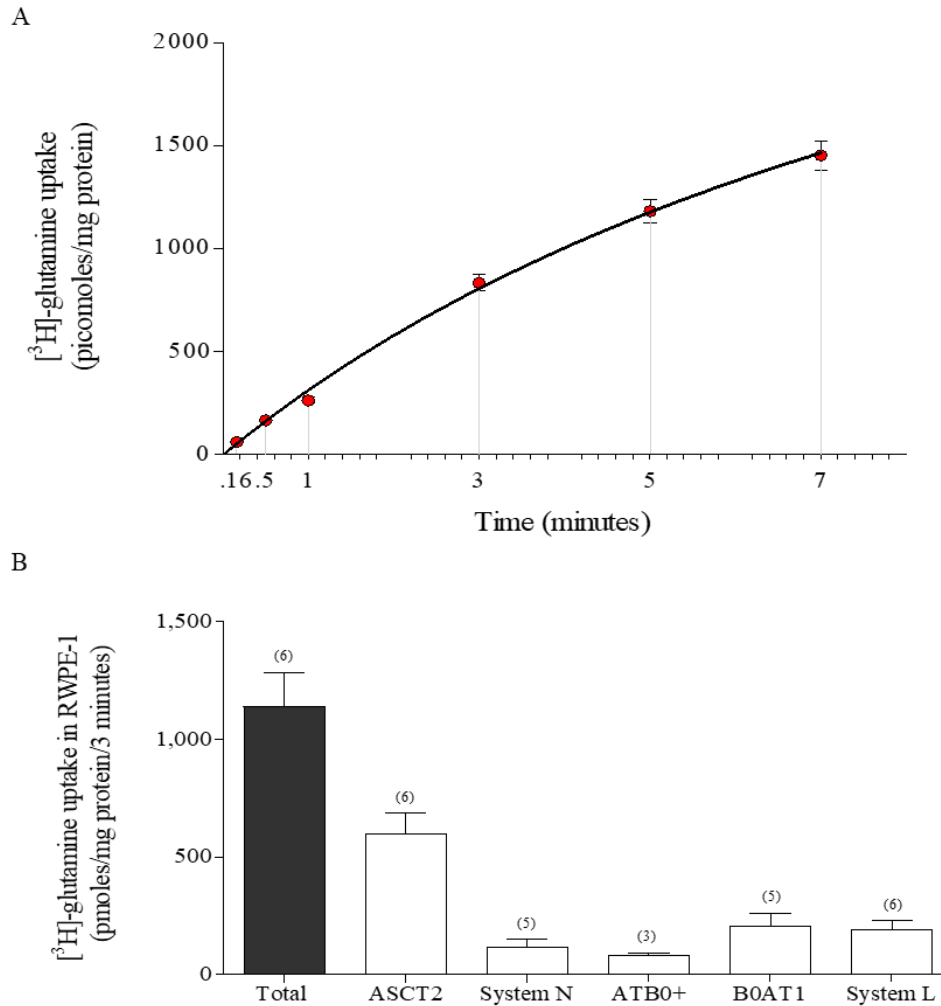 A
2000
1500
1000
500
0
[³H]-glutamine uptake
(picomoles/mg protein)
.16 .5 1 3 5 7
Time (minutes)
B
[³H]-glutamine uptake in RWPE-1
(pmoles/mg protein/3 minutes)
1,500
1,000
500
0
(6) (6) (5) (3) (5) (6)
Total ASCT2 System N ATB0+ B0AT1 System L